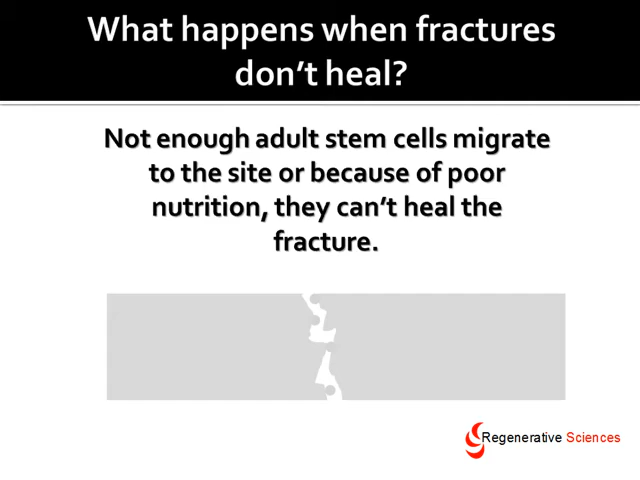 What happens when fractures
don't heal?
Not enough adult stem cells migrate
to the site or because of poor
nutrition, they can't heal the
fracture.
Regenerative Sciences